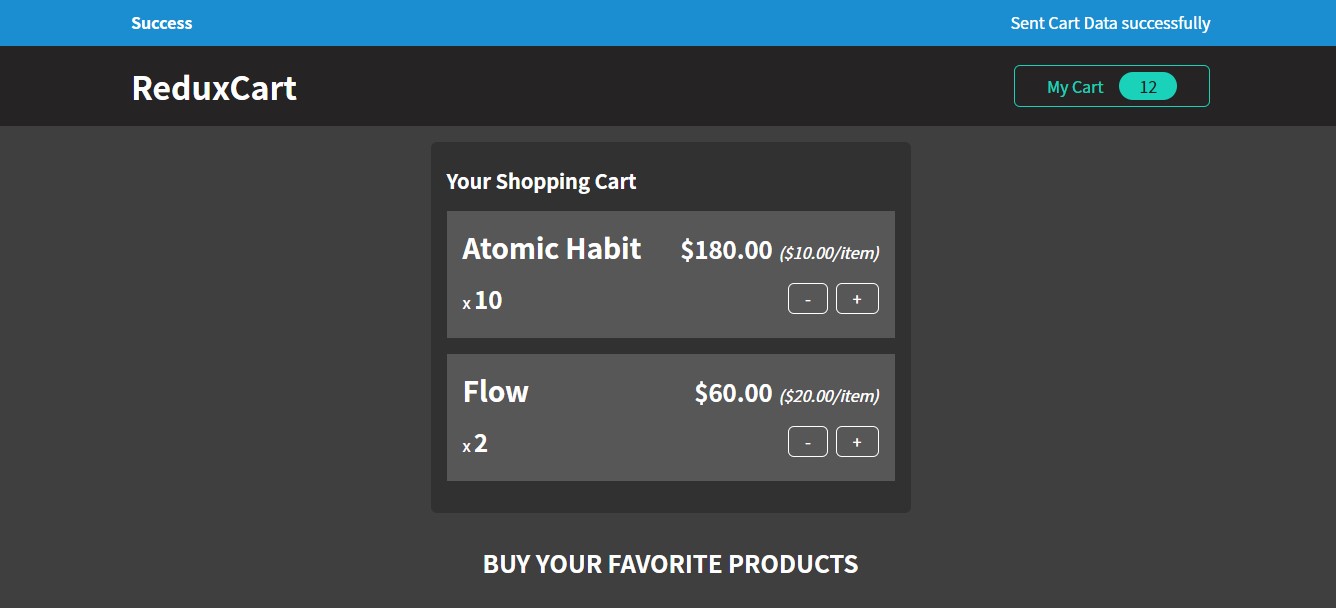 Success Sent Cart Data successfully
ReduxCart My Cart 12
Your Shopping Cart
Atomic Habit $180.00 ($10.00/item)
x 10 - +
Flow $60.00 ($20.00/item)
x 2 - +
BUY YOUR FAVORITE PRODUCTS